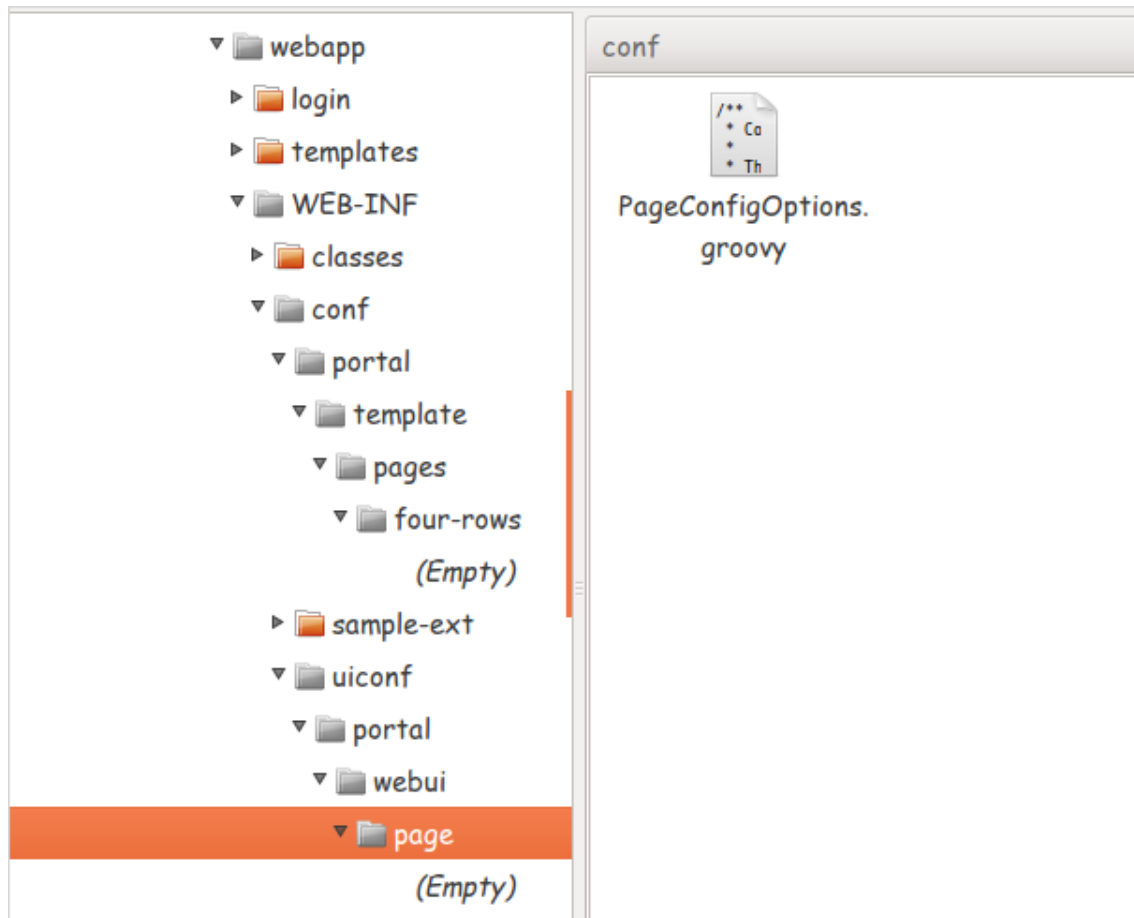 webapp
login
templates
WEB-INF
classes
conf
portal
template
pages
four-rows
(Empty)
sample-ext
uiconf
portal
webui
page
(Empty)
conf
/**
* Co
*
* Th
PageConfigOptions.
groovy